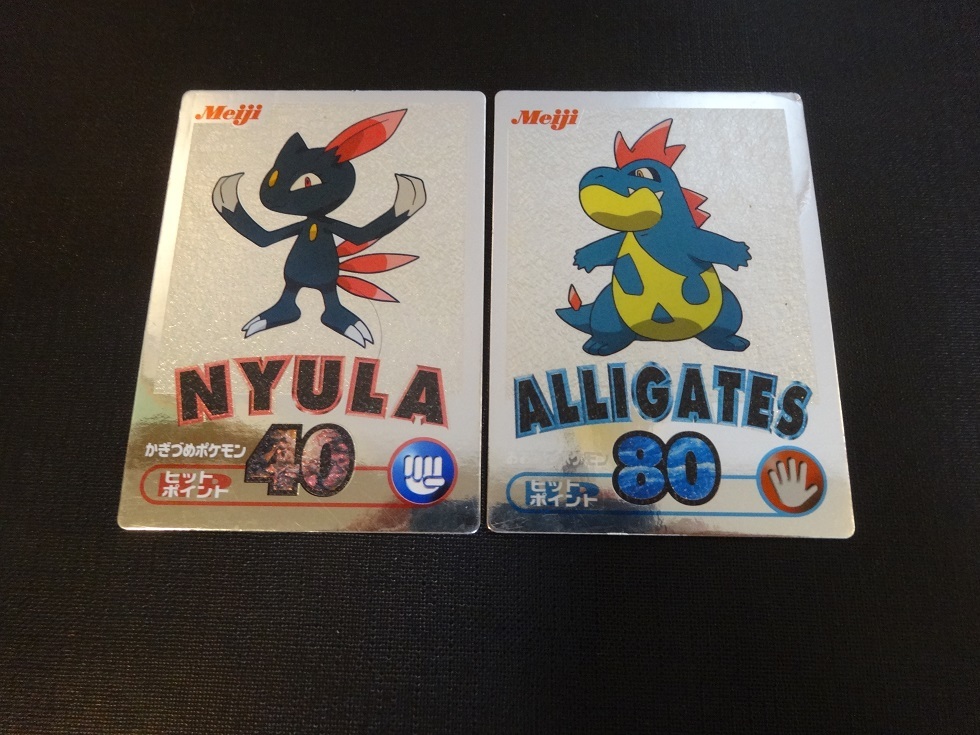 Meiji
NYULA
かぎづめポケモン
40
ヒット
ポイント
Meiji
ALLIGATES
80
ヒット
ポイント